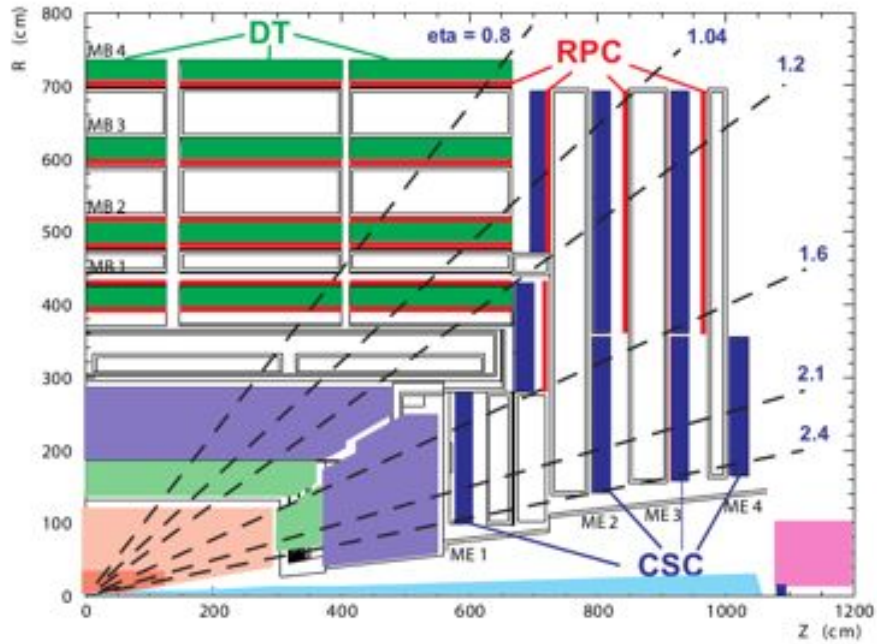 R (cm)
800
700
600
500
400
300
200
100
0
MB 4
MB 3
MB 2
MB 1
DT
eta = 0.8
RPC
1.04
1.2
1.6
2.1
2.4
ME 1
ME 2
ME 3
ME 4
CSC
0
200
400
600
800
1000
1200
Z (cm)